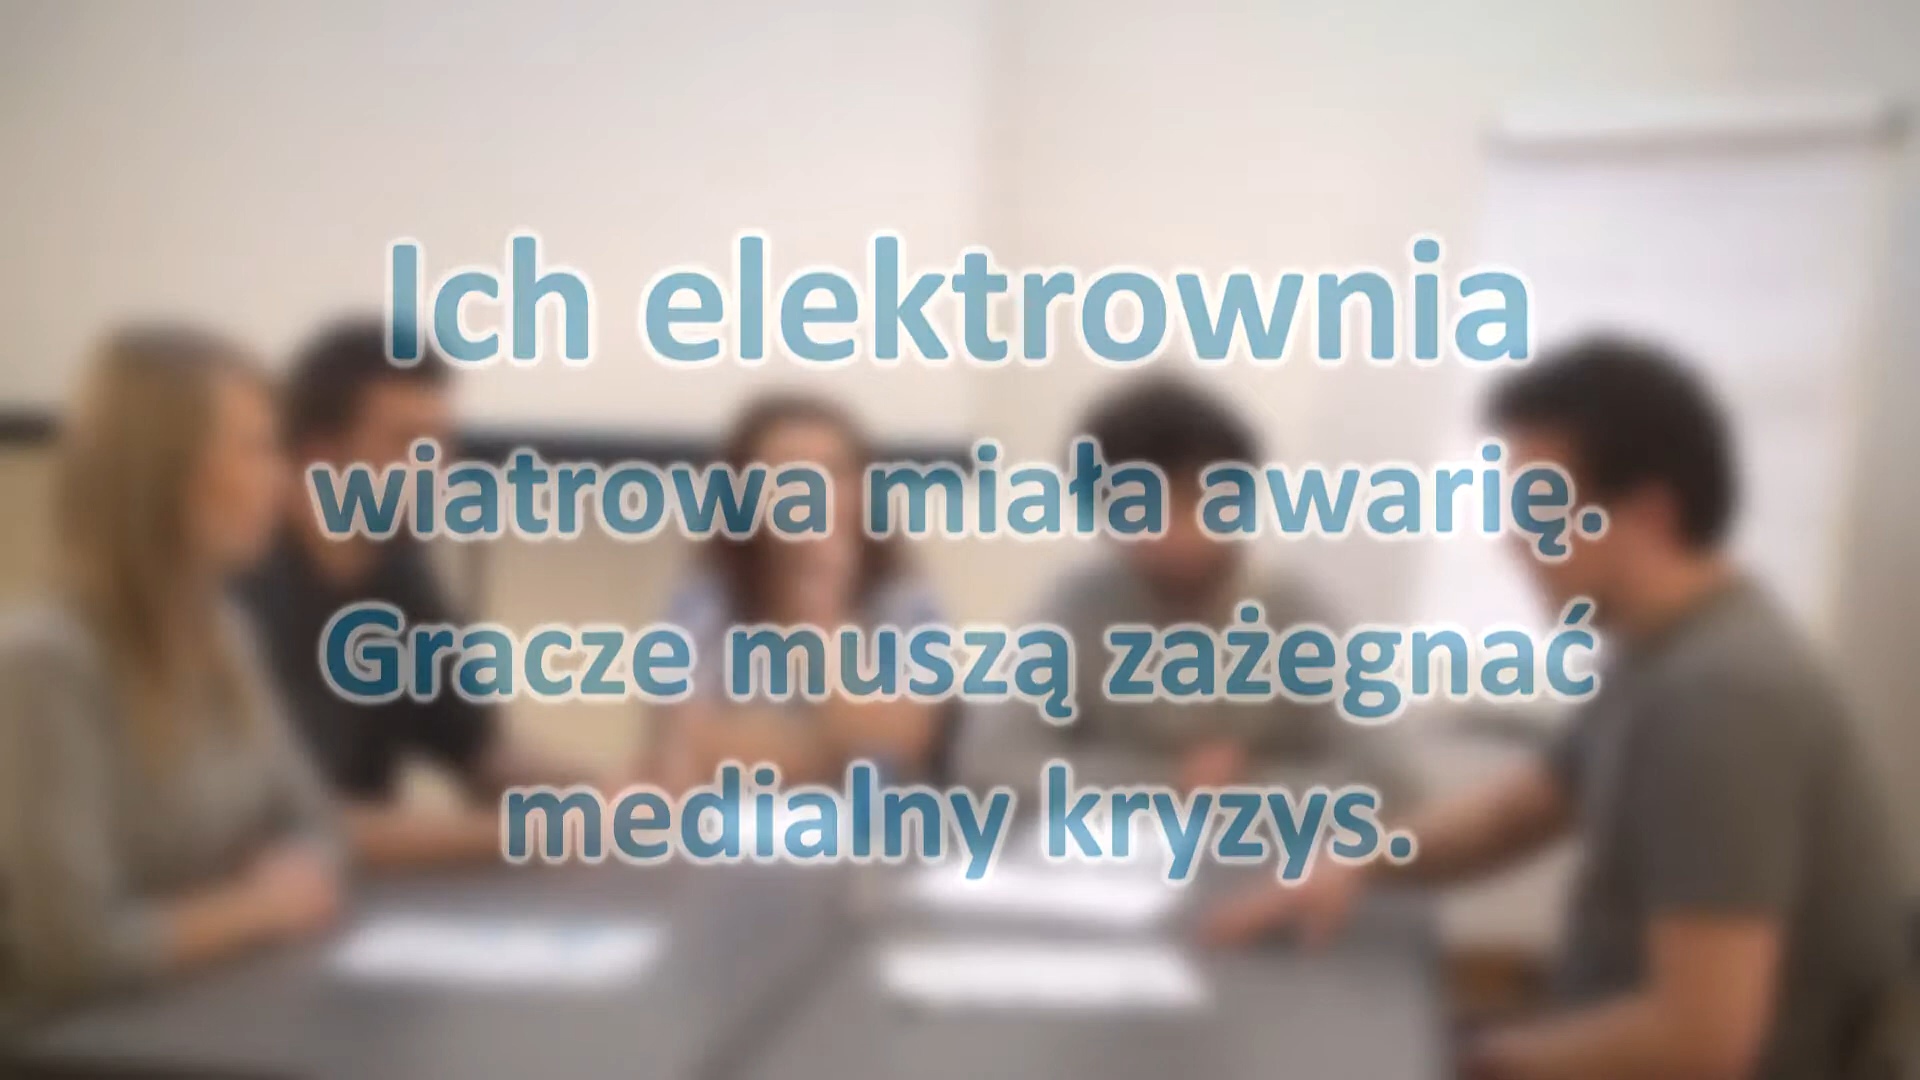 Ich elektrownia
wiatrowa miała awarię.
Gracze muszą zażegnać
medialny kryzys.